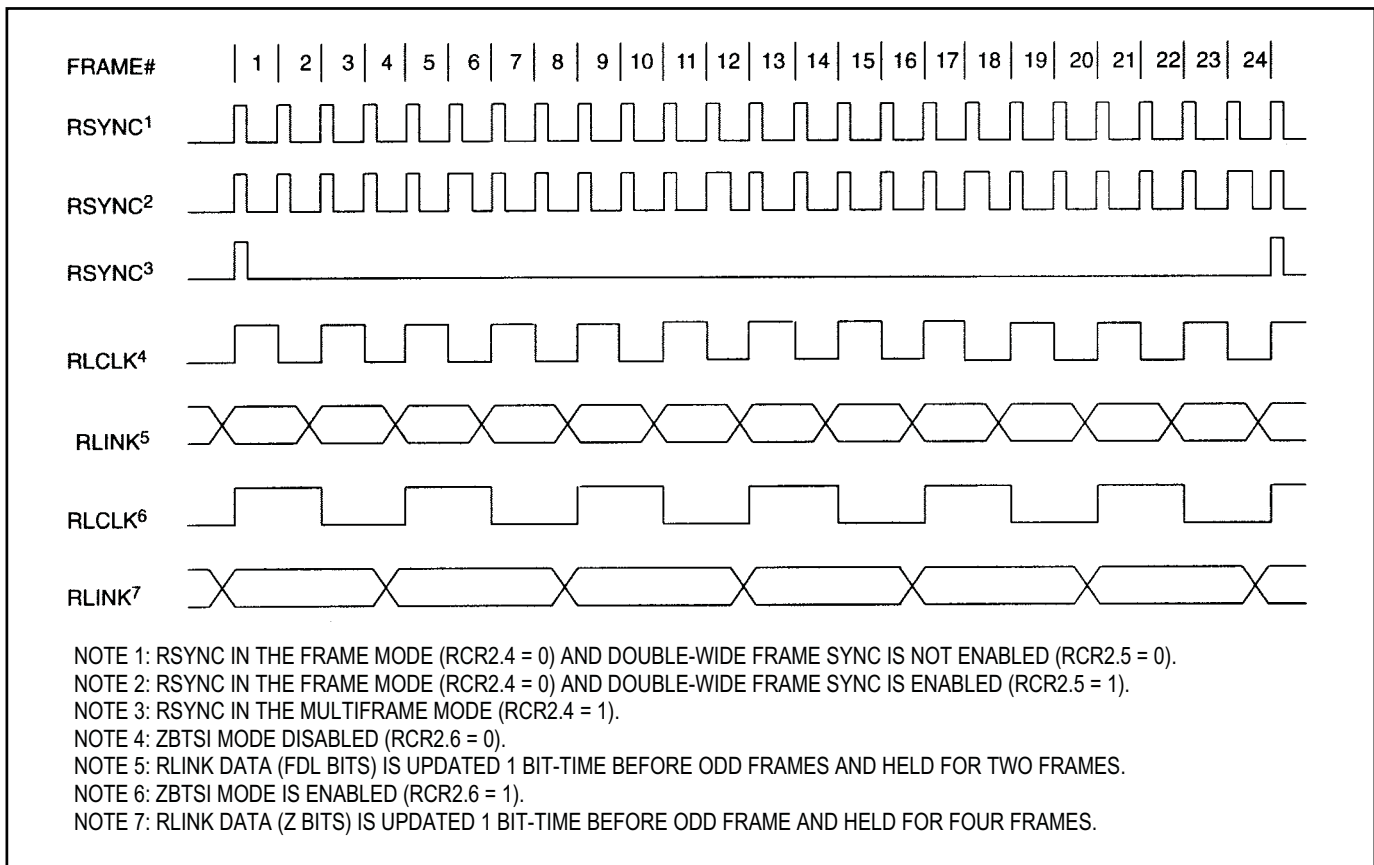 FRAME# 1 2 3 4 5 6 7 8 9 10 11 12 13 14 15 16 17 18 19 20 21 22 23 24
RSYNC1
RSYNC2
RSYNC3
RLCLK4
RLINK5
RLCLK6
RLINK7
NOTE 1: RSYNC IN THE FRAME MODE (RCR2.4 = 0) AND DOUBLE-WIDE FRAME SYNC IS NOT ENABLED (RCR2.5 = 0).
NOTE 2: RSYNC IN THE FRAME MODE (RCR2.4 = 0) AND DOUBLE-WIDE FRAME SYNC IS ENABLED (RCR2.5 = 1).
NOTE 3: RSYNC IN THE MULTIFRAME MODE (RCR2.4 = 1).
NOTE 4: ZBTSI MODE DISABLED (RCR2.6 = 0).
NOTE 5: RLINK DATA (FDL BITS) IS UPDATED 1 BIT-TIME BEFORE ODD FRAMES AND HELD FOR TWO FRAMES.
NOTE 6: ZBTSI MODE IS ENABLED (RCR2.6 = 1).
NOTE 7: RLINK DATA (Z BITS) IS UPDATED 1 BIT-TIME BEFORE ODD FRAME AND HELD FOR FOUR FRAMES.